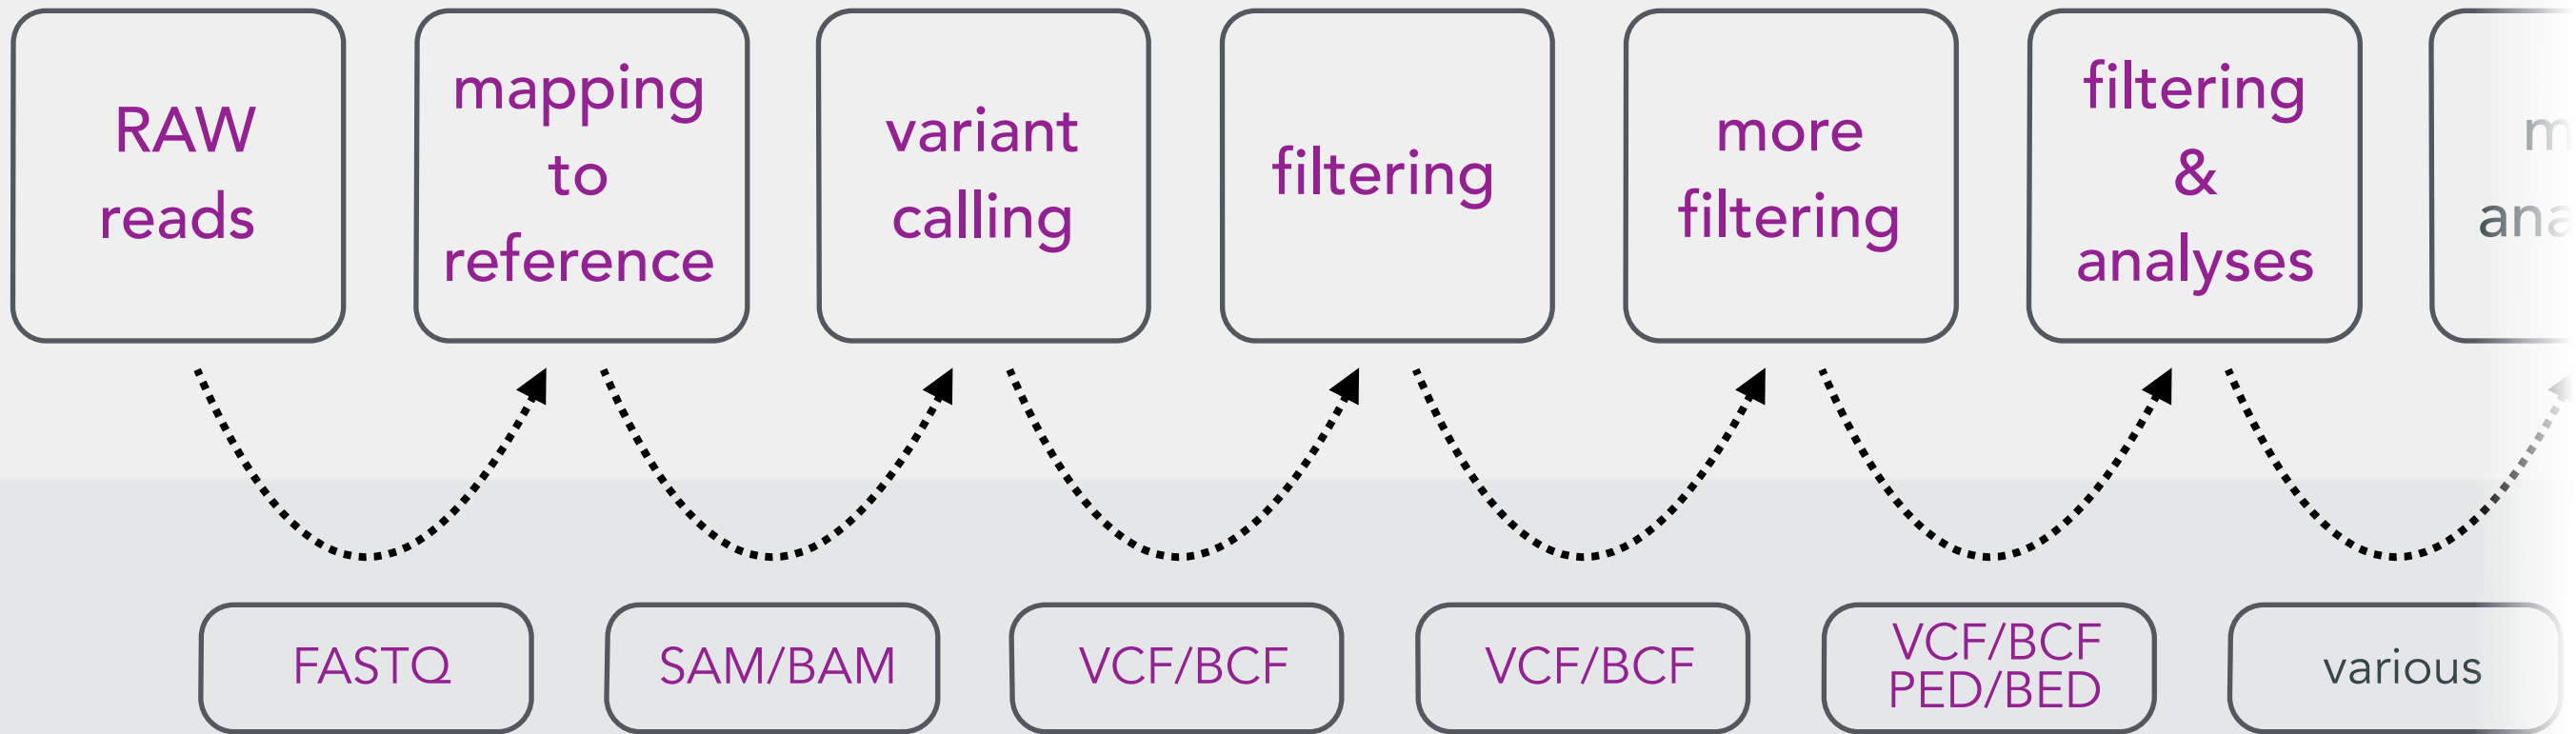 RAW
reads
mapping
to
reference
variant
calling
filtering
more
filtering
filtering
&
analyses
FASTQ
SAM/BAM
VCF/BCF
VCF/BCF
VCF/BCF
PED/BED
various